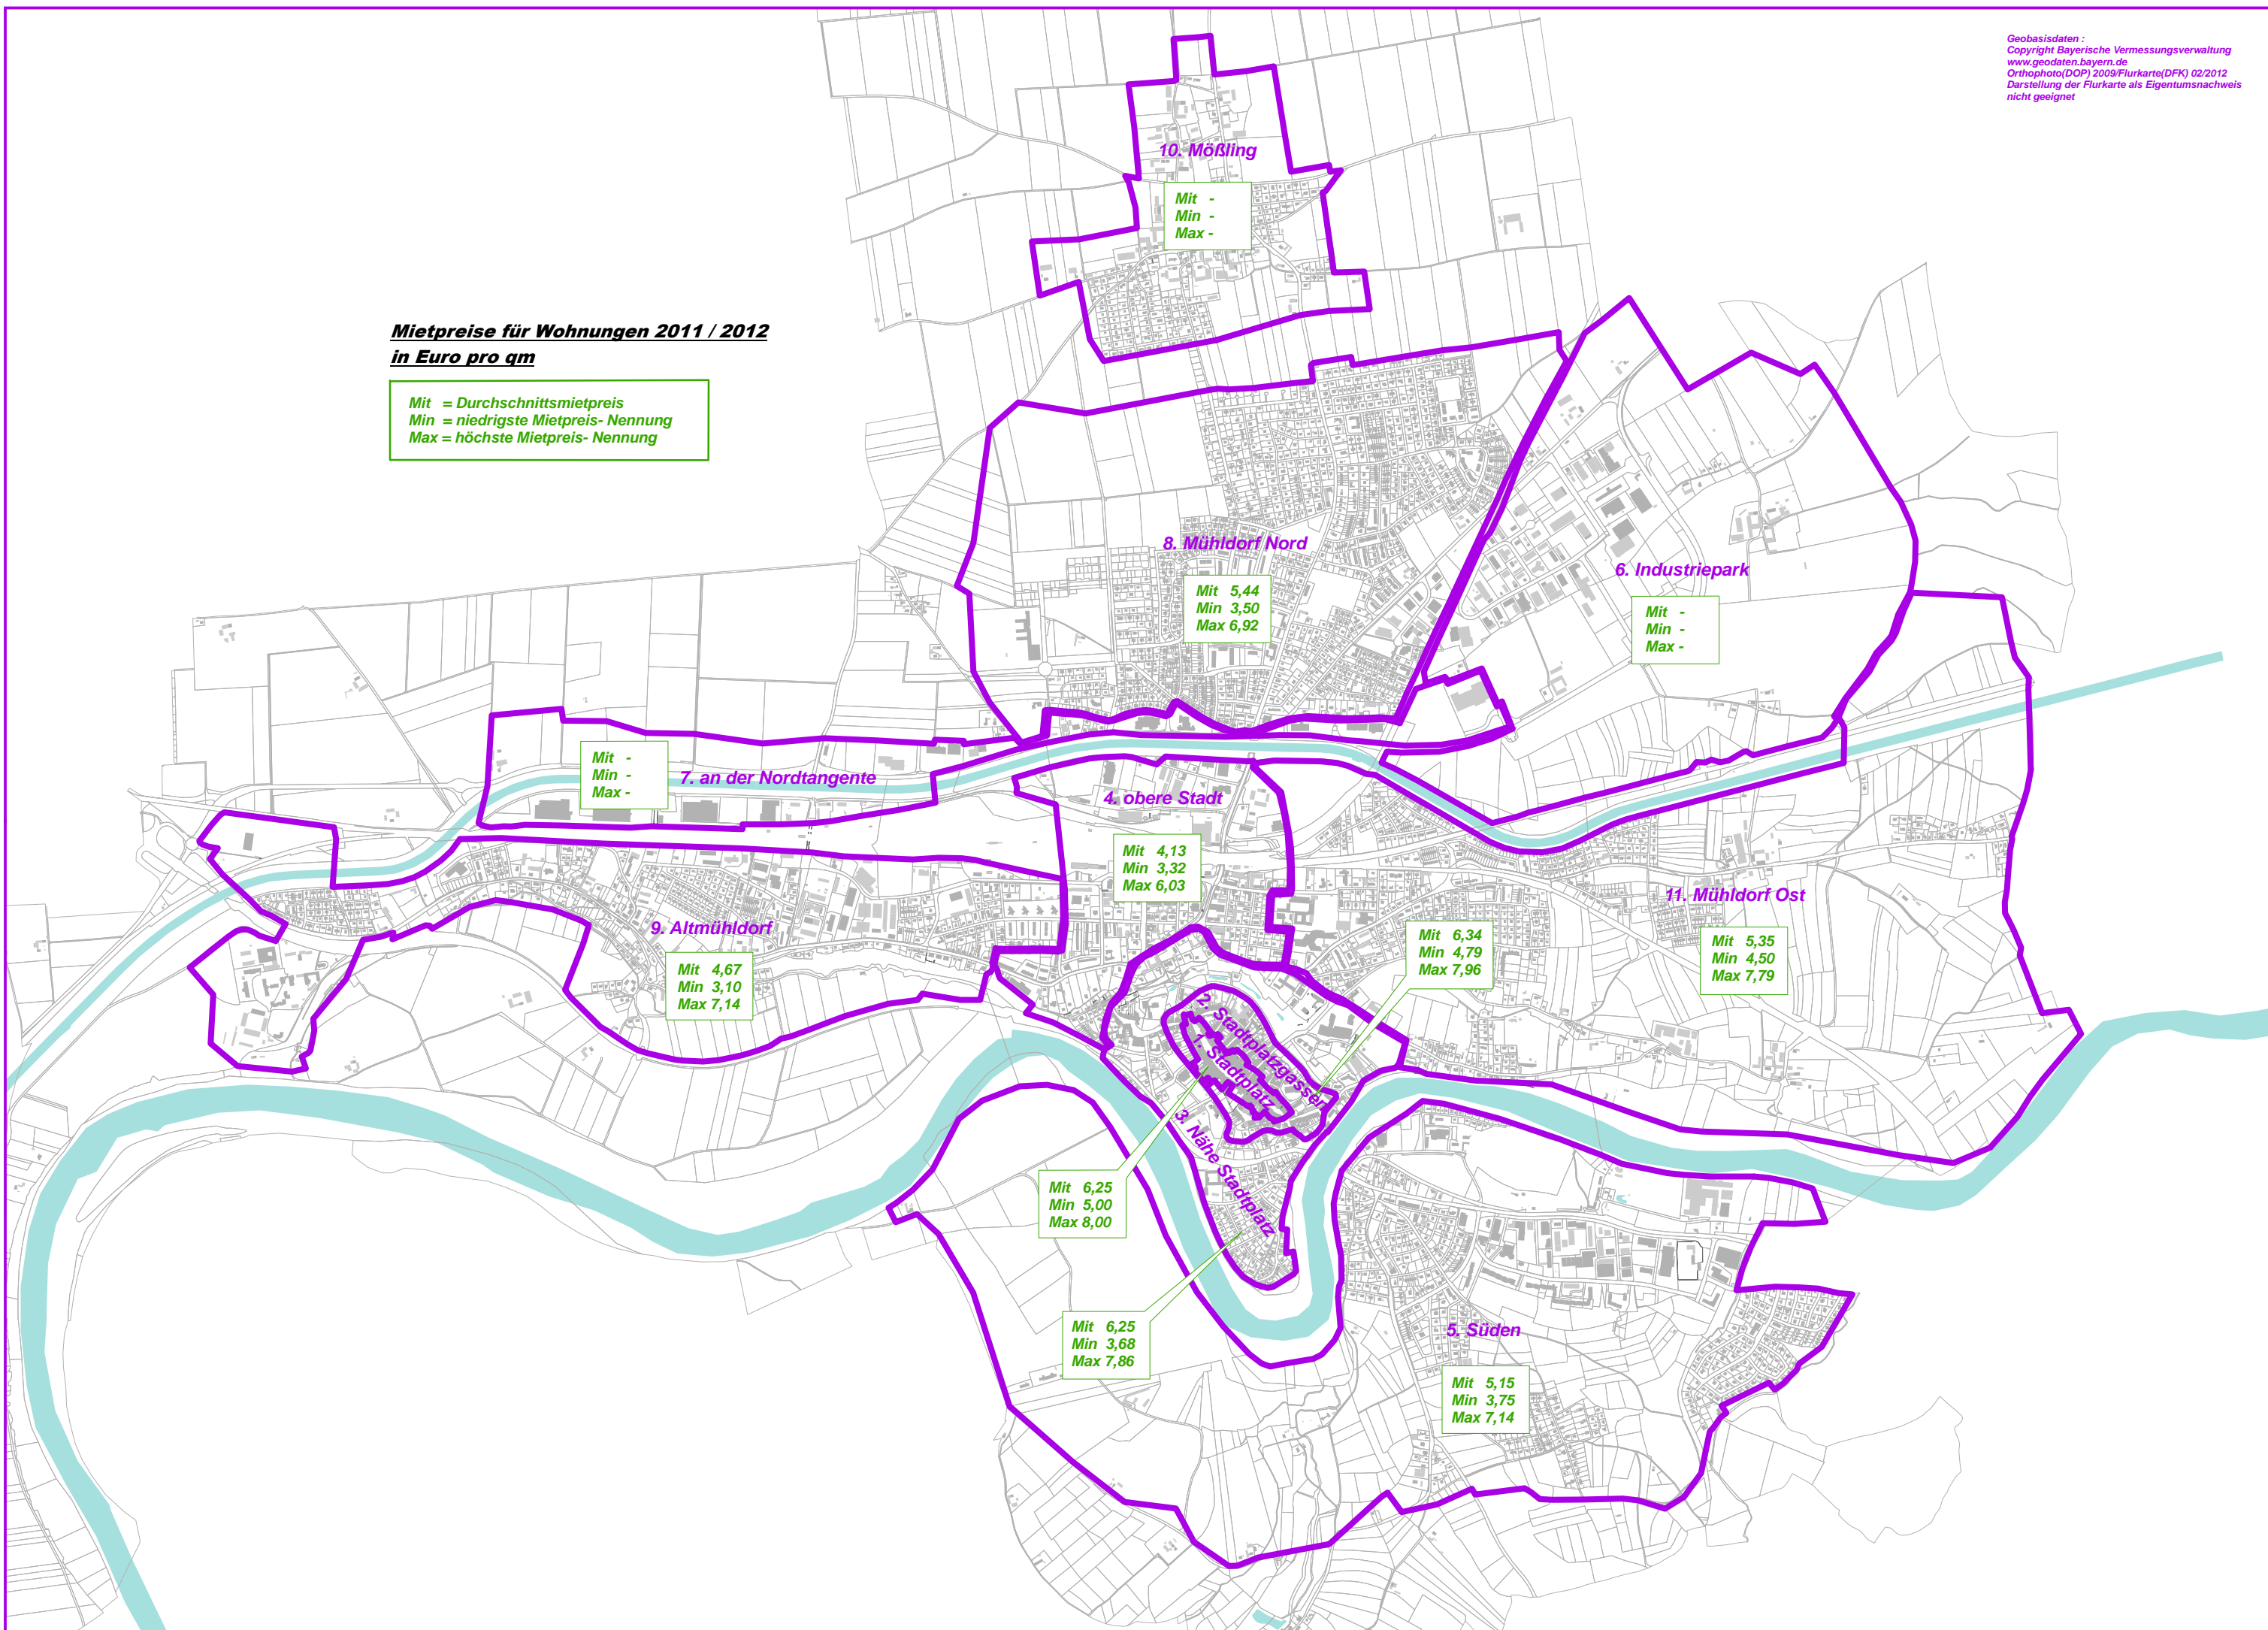 Geobasisdaten :
Copyright Bayerische Vermessungsverwaltung
www.geodaten.bayern.de
Orthophoto(DOP) 2009/Flurkarte(DFK) 02/2012
Darstellung der Flurkarte als Eigentumsnachweis
nicht geeignet
10. Mößling
Mit -
Min -
Max -
Mietpreise für Wohnungen 2011 / 2012
in Euro pro qm
Mit = Durchschnittsmietpreis
Min = niedrigste Mietpreis- Nennung
Max = höchste Mietpreis- Nennung
8. Mühldorf Nord
Mit 5,44
Min 3,50
Max 6,92
6. Industriepark
Mit -
Min -
Max -
7. an der Nordtangente
Mit -
Min -
Max -
4. obere Stadt
Mit 4,13
Min 3,32
Max 6,03
11. Mühldorf Ost
Mit 5,35
Min 4,50
Max 7,79
9. Altmühldorf
Mit 4,67
Min 3,10
Max 7,14
Mit 6,34
Min 4,79
Max 7,96
2. Stadtplatzgassen
1. Stadtplatz
3. Nähe Stadtplatz
Mit 6,25
Min 5,00
Max 8,00
Mit 6,25
Min 3,68
Max 7,86
5. Süden
Mit 5,15
Min 3,75
Max 7,14